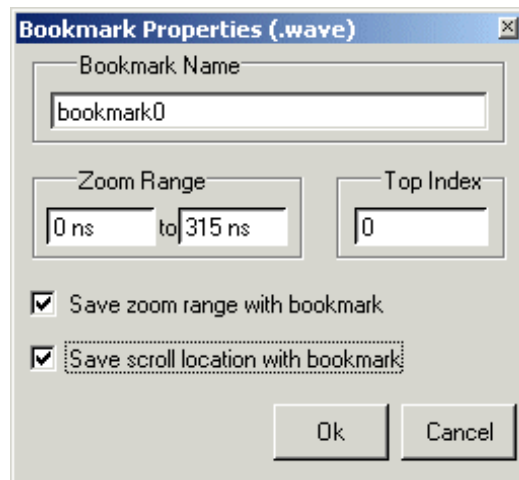 Bookmark Properties (.wave)
Bookmark Name
bookmark0
Zoom Range
Top Index
0 ns to 315 ns
0
Save zoom range with bookmark
Save scroll location with bookmark
Ok Cancel